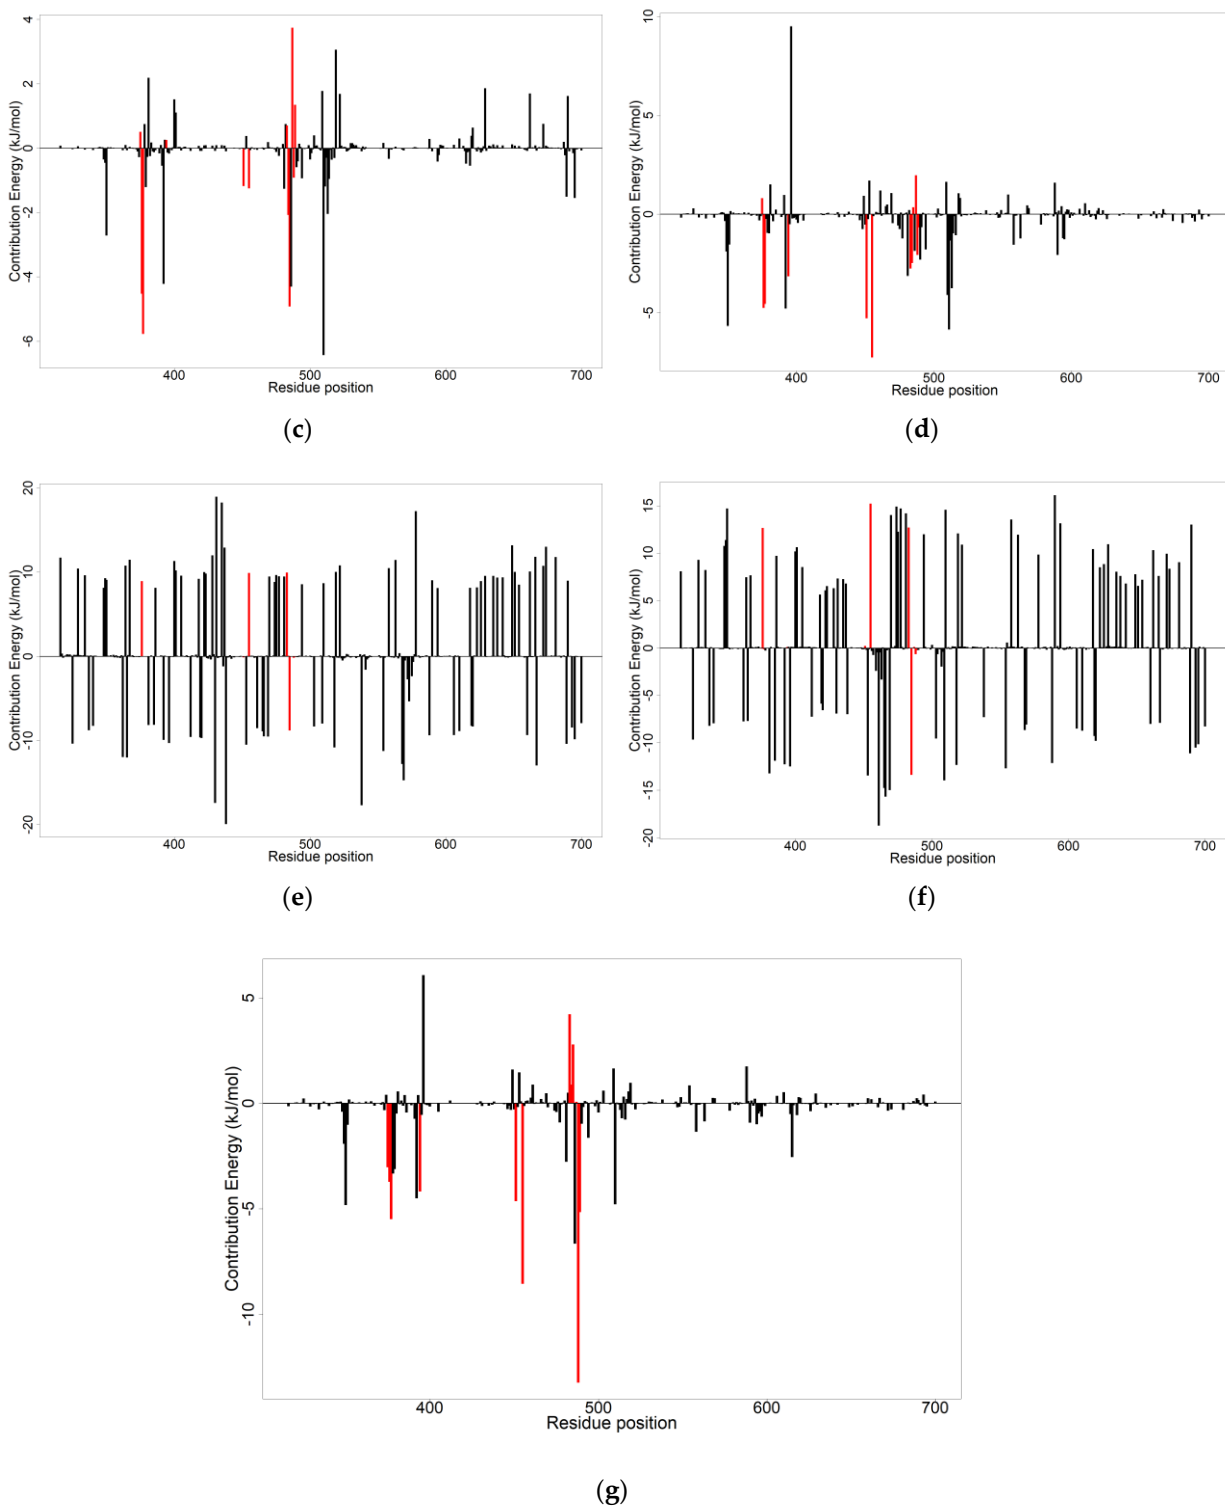 4
2
0
-2
-4
-6
Contribution Energy (kJ/mol)
400 500 600 700
Residue position
(c)
10
5
0
-5
Contribution Energy (kJ/mol)
400 500 600 700
Residue position
(d)
20
10
0
-10
-20
Contribution Energy (kJ/mol)
400 500 600 700
Residue position
(e)
15
10
5
0
-5
-10
-15
-20
Contribution Energy (kJ/mol)
400 500 600 700
Residue position
(f)
5
0
-5
-10
Contribution Energy (kJ/mol)
400 500 600 700
Residue position
(g)